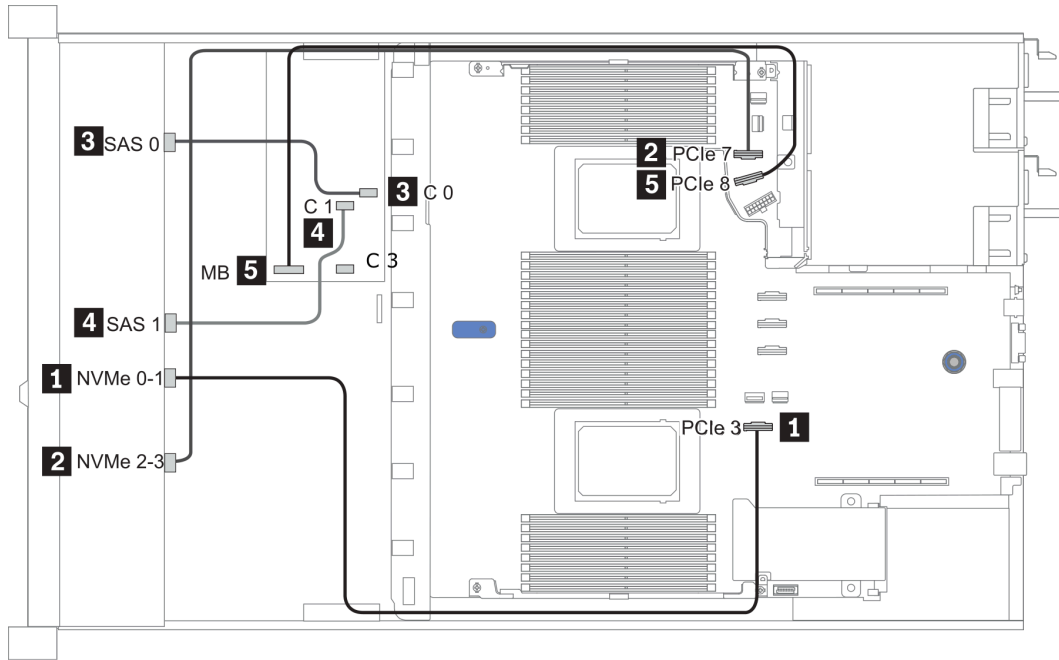 3 SAS 0
2 PCIe 7
5 PCIe 8
3 C 0
C 1
4
C 3
MB 5
4 SAS 1
1 NVMe 0-1
PCIe 3 1
2 NVMe 2-3